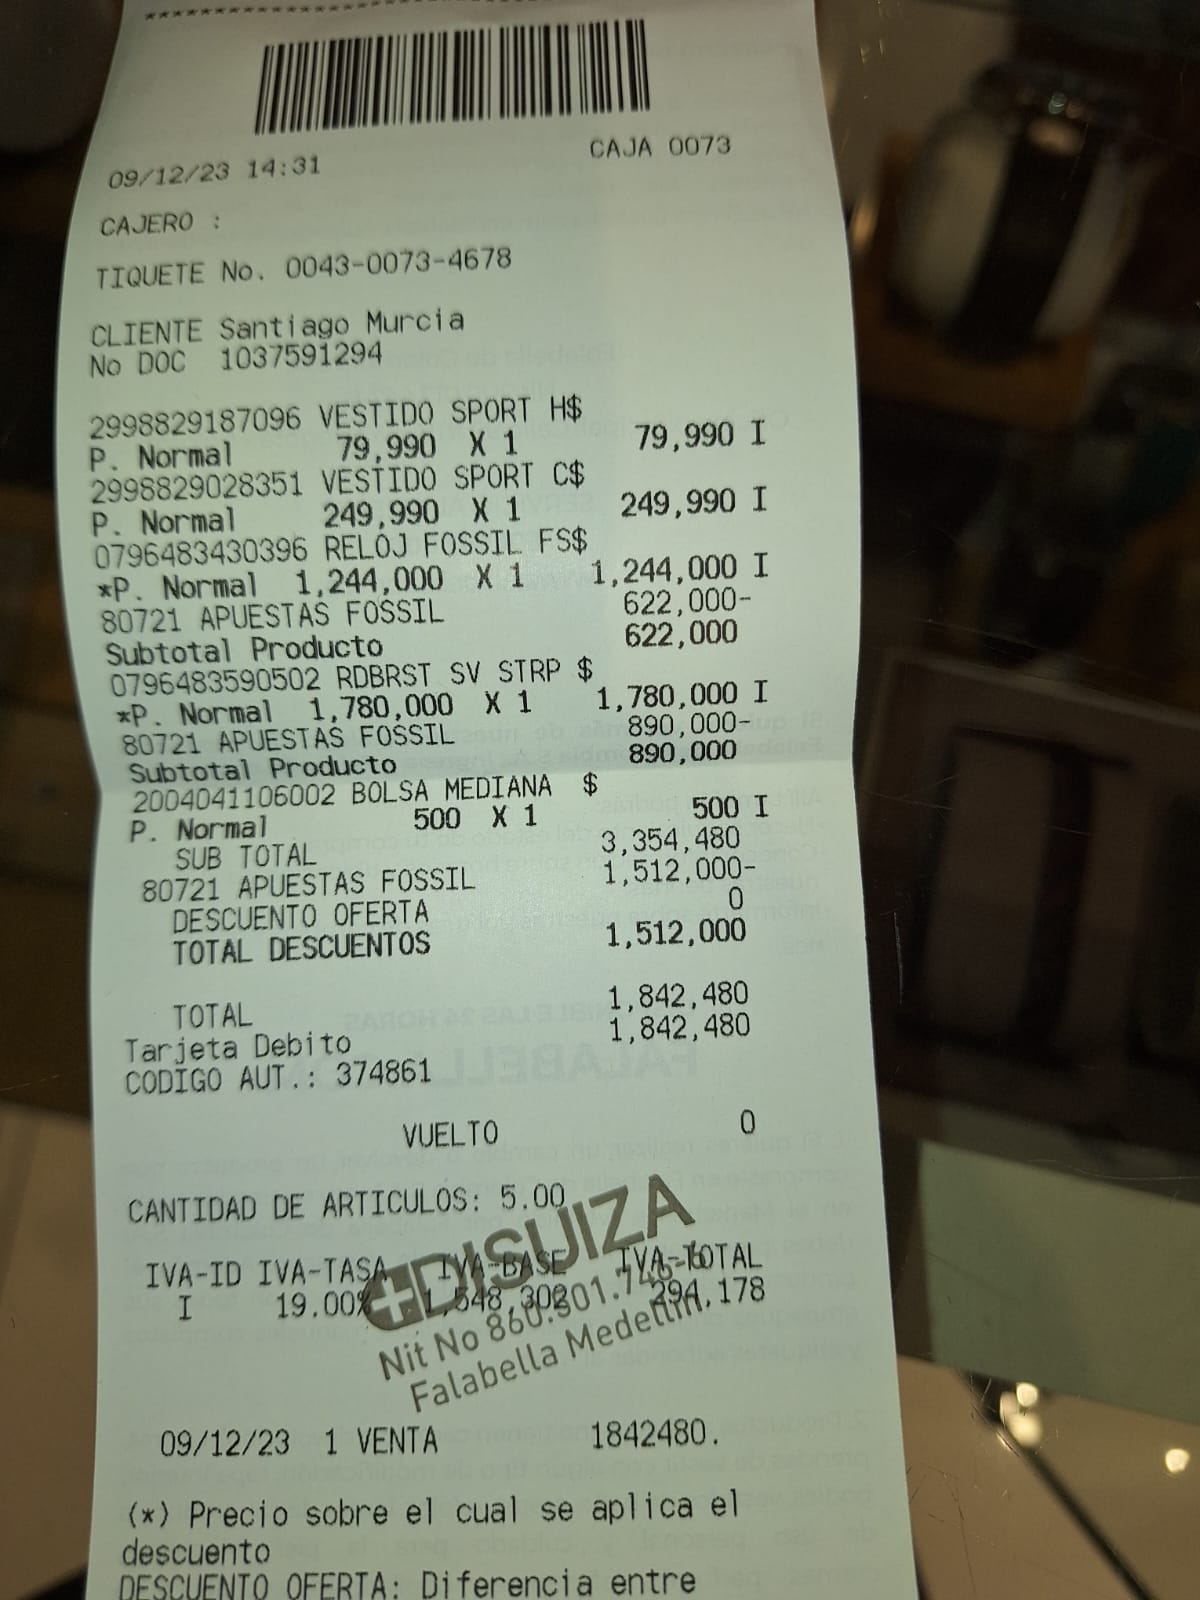 09/12/23 14:31 CAJA 0073
CAJERO :
TIQUETE No. 0043-0073-4678
CLIENTE Santiago Murcia
No DOC 1037591294
2998829187096 VESTIDO SPORT H$
P. Normal 79,990 X 1 79,990 I
2998829028351 VESTIDO SPORT C$
P. Normal 249,990 X 1 249,990 I
0796483430396 RELOJ FOSSIL FS$
*P. Normal 1,244,000 X 1 1,244,000 I
80721 APUESTAS FOSSIL 622,000-
Subtotal Producto 622,000
0796483590502 RDBRST SV STRP $
*P. Normal 1,780,000 X 1 1,780,000 I
80721 APUESTAS FOSSIL 890,000-
Subtotal Producto 890,000
2004041106002 BOLSA MEDIANA $
P. Normal 500 X 1 500 I
SUB TOTAL 3,354,480
80721 APUESTAS FOSSIL 1,512,000-
DESCUENTO OFERTA 0
TOTAL DESCUENTOS 1,512,000
TOTAL 1,842,480
Tarjeta Debito 1,842,480
CODIGO AUT.: 374861
VUELTO 0
CANTIDAD DE ARTICULOS: 5.00
IVA-ID IVA-TASA IVA-BASE IVA-TOTAL
I 19.00% 1,548,302 294,178
DISUIZA
Nit No 860.501.
Falabella Medellin.
09/12/23 1 VENTA 1842480.
(*) Precio sobre el cual se aplica el
descuento
DESCUENTO OFERTA: Diferencia entre